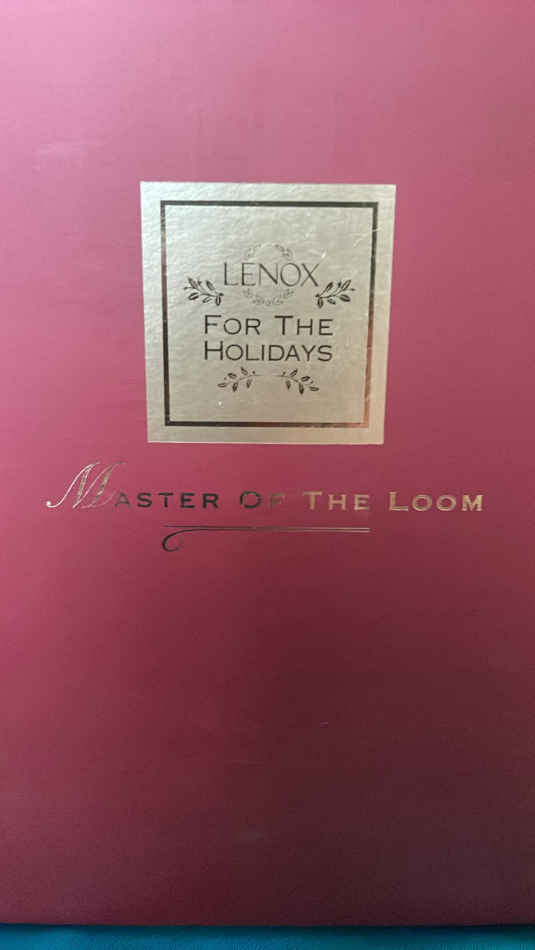 LENOX
FOR THE
HOLIDAYS
MASTER OF THE LOOM